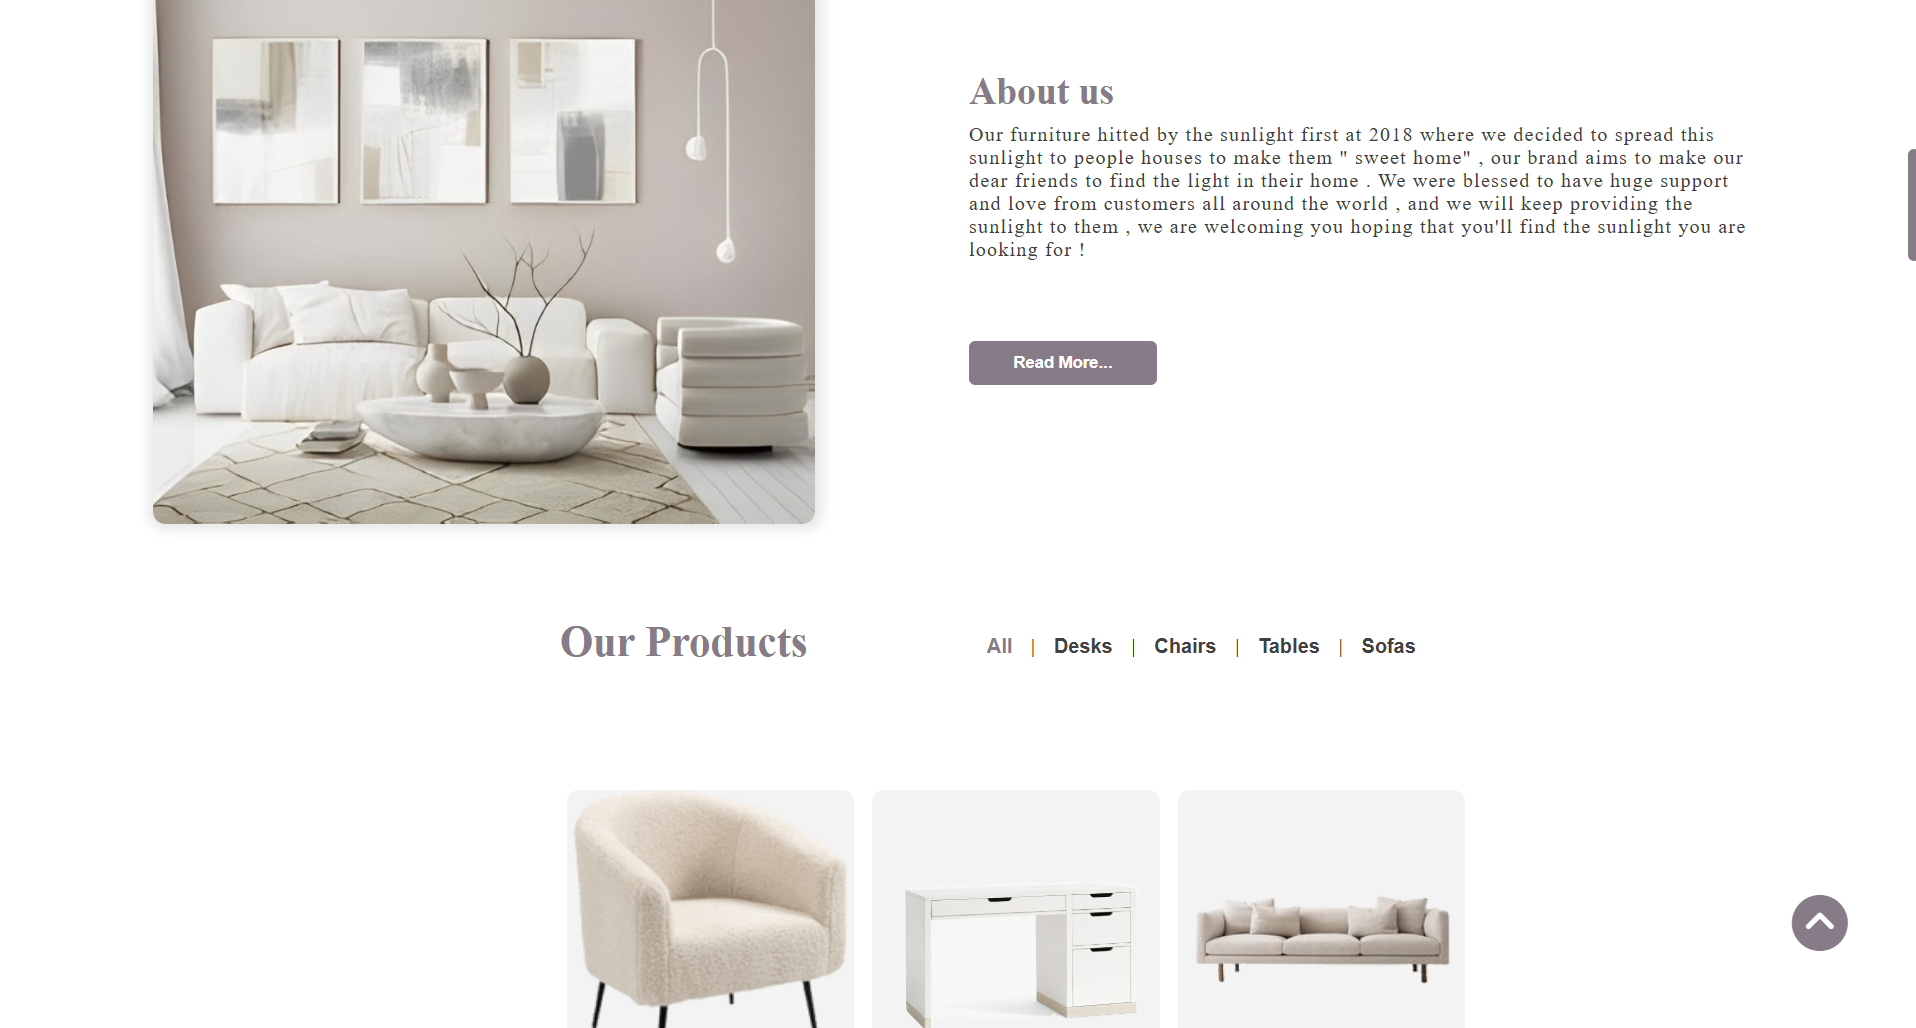 About us
Our furniture hitted by the sunlight first at 2018 where we decided to spread this
sunlight to people houses to make them " sweet home" , our brand aims to make our
dear friends to find the light in their home . We were blessed to have huge support
and love from customers all around the world , and we will keep providing the
sunlight to them , we are welcoming you hoping that you'll find the sunlight you are
looking for !
Read More...
Our Products
All | Desks | Chairs | Tables | Sofas